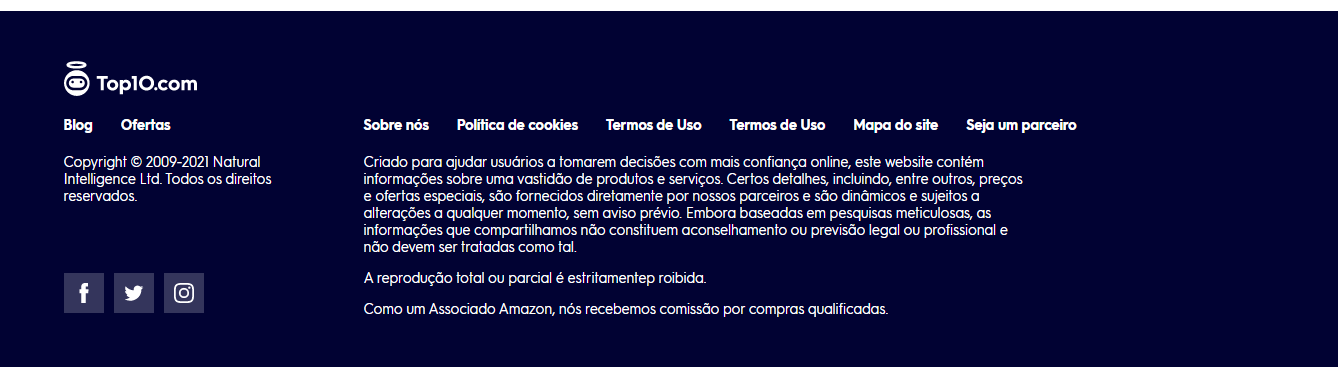 Top10.com
Blog Ofertas
Sobre nós Política de cookies Termos de Uso Termos de Uso Mapa do site Seja um parceiro
Copyright © 2009-2021 Natural
Intelligence Ltd. Todos os direitos
reservados.
Criado para ajudar usuários a tomarem decisões com mais confiança online, este website contém
informações sobre uma vastidão de produtos e serviços. Certos detalhes, incluindo, entre outros, preços
e ofertas especiais, são fornecidos diretamente por nossos parceiros e são dinâmicos e sujeitos a
alterações a qualquer momento, sem aviso prévio. Embora baseadas em pesquisas meticulosas, as
informações que compartilhamos não constituem aconselhamento ou previsão legal ou profissional e
não devem ser tratadas como tal.
A reprodução total ou parcial é estritamentep roibida.
Como um Associado Amazon, nós recebemos comissão por compras qualificadas.